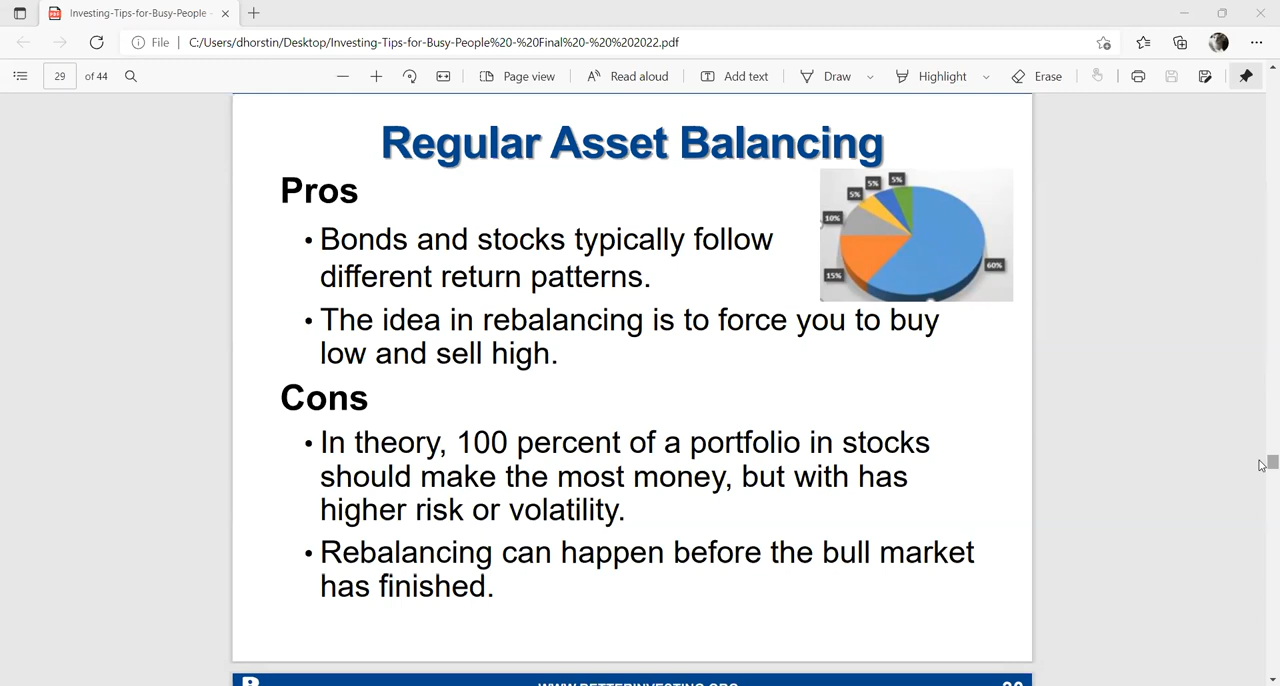 Investing-Tips-for-Busy-People -
File | C:/Users/dhorstin/Desktop/Investing-Tips-for-Busy-People%20-%20Final%20-%20%202022.pdf
29 of 44 Page view Read aloud Add text Draw Highlight Erase
Regular Asset Balancing
Pros
• Bonds and stocks typically follow
different return patterns.
5%
5%
5%
10%
15%
60%
• The idea in rebalancing is to force you to buy
low and sell high.
Cons
• In theory, 100 percent of a portfolio in stocks
should make the most money, but with has
higher risk or volatility.
• Rebalancing can happen before the bull market
has finished.
WWW.BETTERINVESTING.ORG